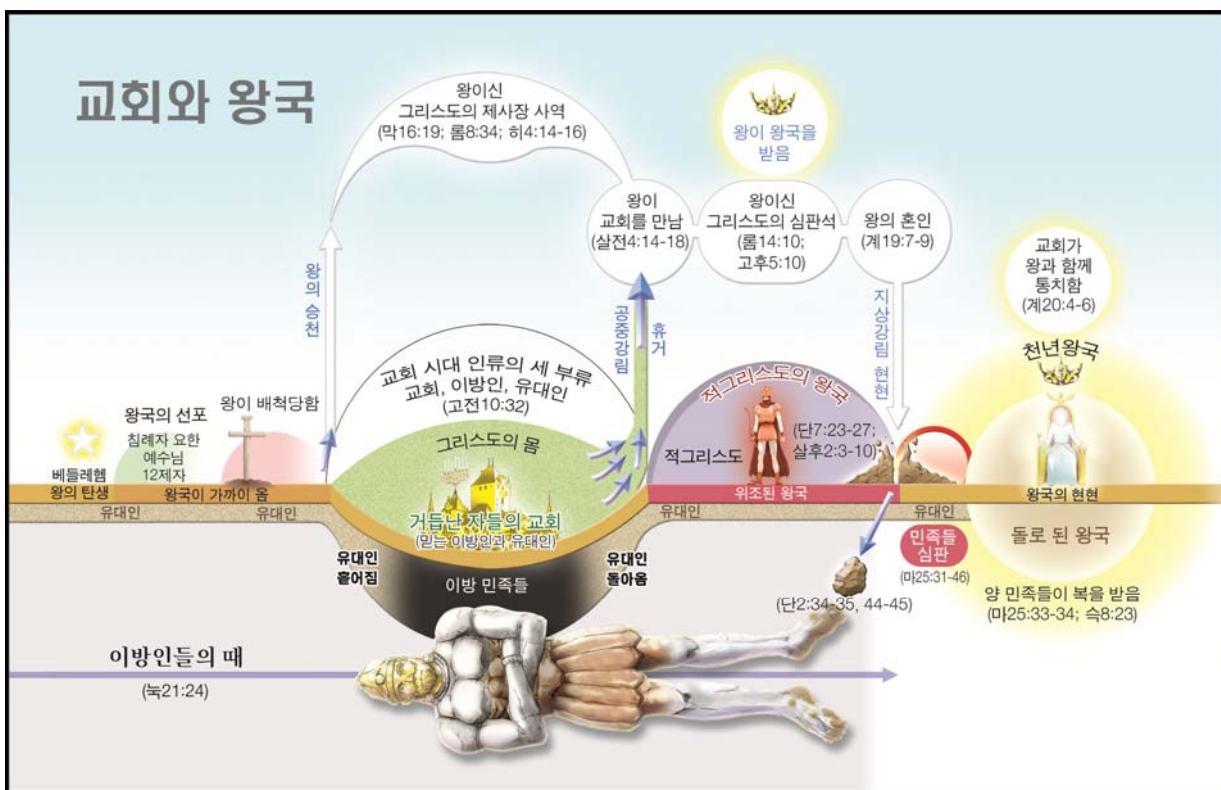 교회와 왕국
왕이신
그리스도의 제사장 사역
(막16:19; 롬8:34; 히4:14-16)
왕이 왕국을
받음
왕이
교회를 만남
(살전4:14-18)
왕이신
그리스도의 심판석
(롬14:10;
고후5:10)
왕의 혼인
(계19:7-9)
교회가
왕과 함께
통치함
(계20:4-6)
왕의 승천
공중강림
휴거
지상강림 현현
천년왕국
교회 시대 인류의 세 부류
교회, 이방인, 유대인
(고전10:32)
적그리스도의 왕국
왕국의 선포
침례자 요한
예수님
12제자
왕이 배척당함
그리스도의 몸
적그리스도
(단7:23-27;
살후2:3-10)
베들레헴
왕의 탄생
왕국이 가까이 옴
위조된 왕국
왕국의 현현
유대인
유대인
유대인
유대인
거듭난 자들의 교회
(믿는 이방인과 유대인)
돌로 된 왕국
유대인
흩어짐
유대인
돌아옴
이방 민족들
민족들
심판
(마25:31-46)
(단2:34-35, 44-45)
양 민족들이 복을 받음
(마25:33-34; 슥8:23)
이방인들의 때
(눅21:24)